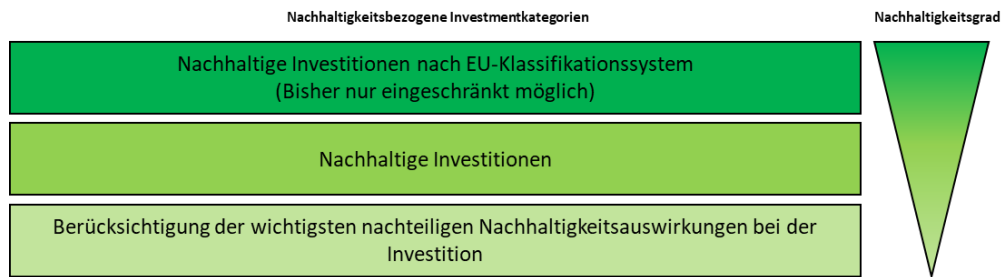 Nachhaltigkeitsbezogene Investmentkategorien
Nachhaltigkeitsgrad
Nachhaltige Investitionen nach EU-Klassifikationssystem
(Bisher nur eingeschränkt möglich)
Nachhaltige Investitionen
Berücksichtigung der wichtigsten nachteiligen Nachhaltigkeitsauswirkungen bei der
Investition